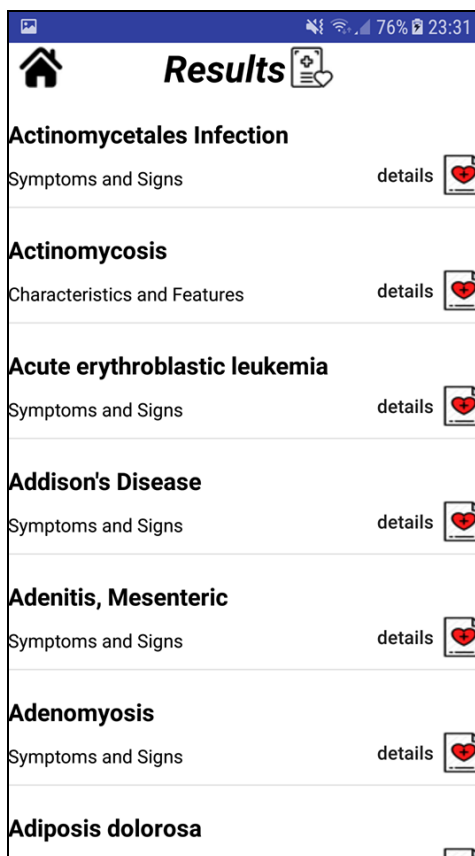 76% 23:31
Results
Actinomycetales Infection
Symptoms and Signs details
Actinomycosis
Characteristics and Features details
Acute erythroblastic leukemia
Symptoms and Signs details
Addison's Disease
Symptoms and Signs details
Adenitis, Mesenteric
Symptoms and Signs details
Adenomyosis
Symptoms and Signs details
Adiposis dolorosa